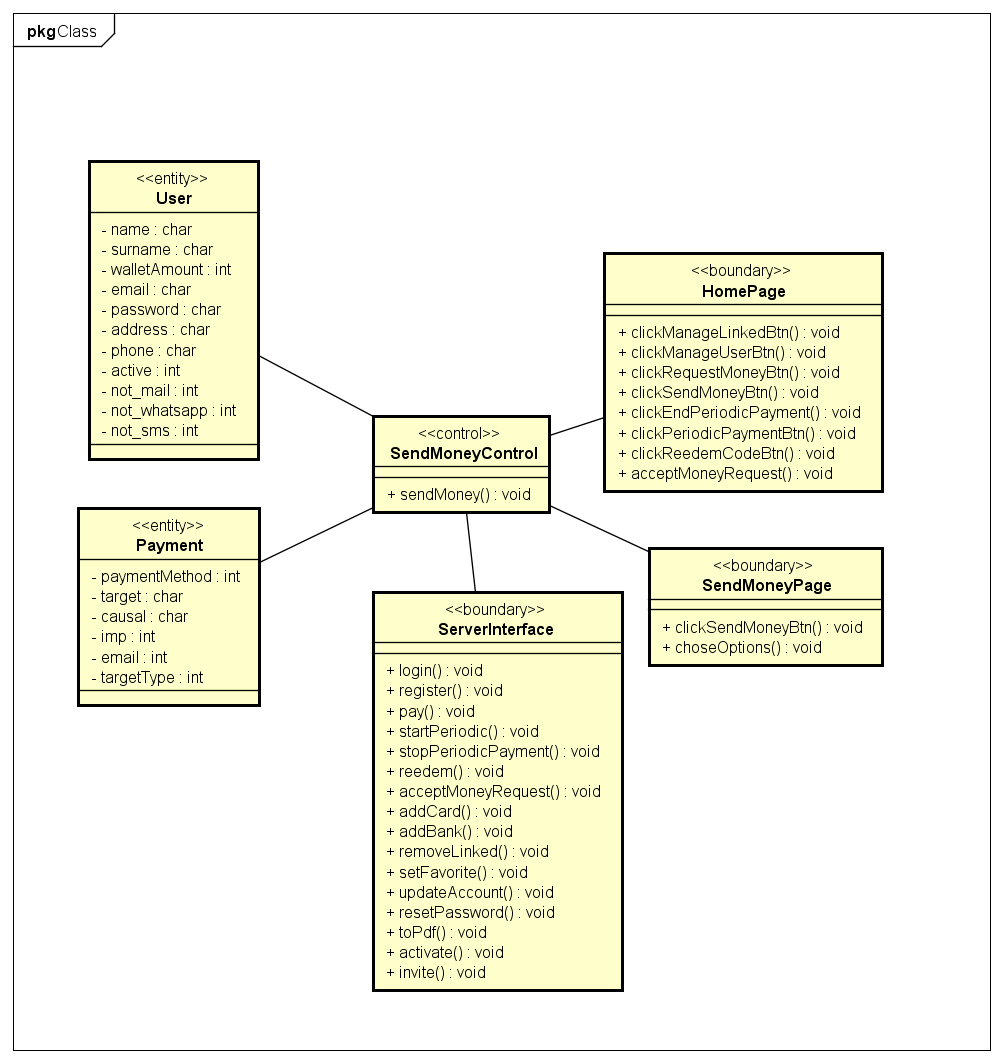 pkgClass
<<entity>>
User
- name : char
- surname : char
- walletAmount : int
- email : char
- password : char
- address : char
- phone : char
- active : int
- not_mail : int
- not_whatsapp : int
- not_sms : int
<<entity>>
Payment
- paymentMethod : int
- target : char
- causal : char
- imp : int
- email : int
- targetType : int
<<control>>
SendMoneyControl
+ sendMoney() : void
<<boundary>>
HomePage
+ clickManageLinkedBtn() : void
+ clickManageUserBtn() : void
+ clickRequestMoneyBtn() : void
+ clickSendMoneyBtn() : void
+ clickEndPeriodicPayment() : void
+ clickPeriodicPaymentBtn() : void
+ clickReedemCodeBtn() : void
+ acceptMoneyRequest() : void
<<boundary>>
SendMoneyPage
+ clickSendMoneyBtn() : void
+ choseOptions() : void
<<boundary>>
ServerInterface
+ login() : void
+ register() : void
+ pay() : void
+ startPeriodic() : void
+ stopPeriodicPayment() : void
+ reedem() : void
+ acceptMoneyRequest() : void
+ addCard() : void
+ addBank() : void
+ removeLinked() : void
+ setFavorite() : void
+ updateAccount() : void
+ resetPassword() : void
+ toPdf() : void
+ activate() : void
+ invite() : void